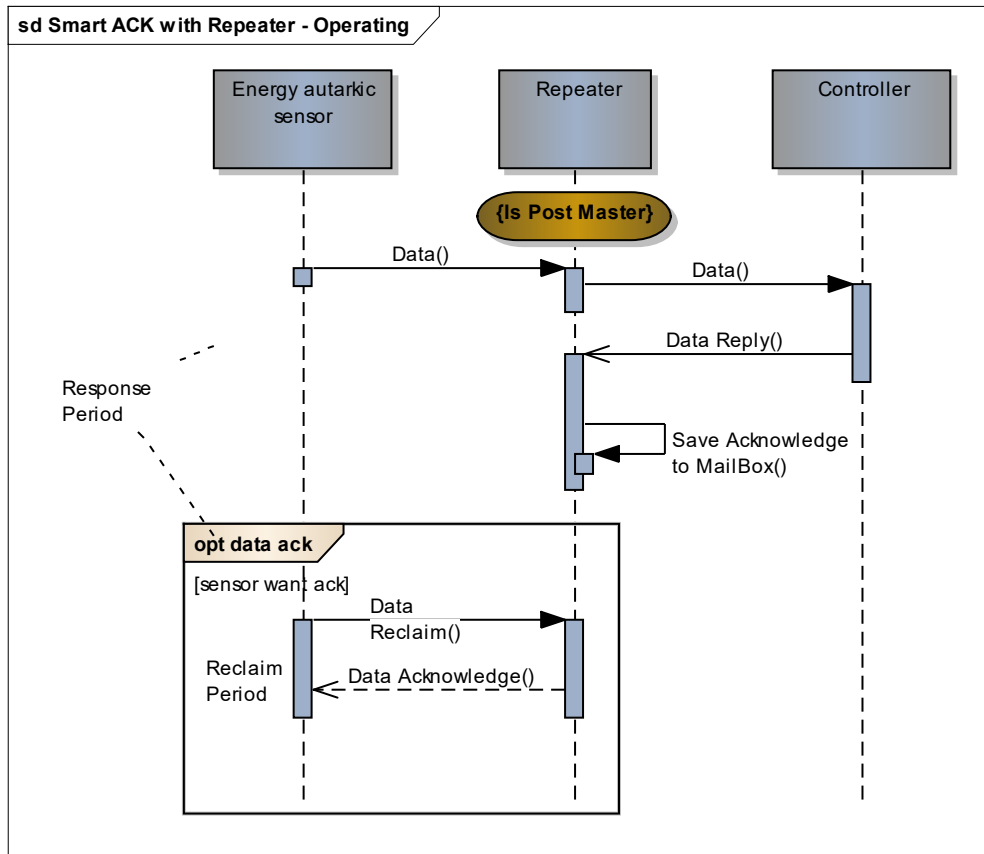 sd Smart ACK with Repeater - Operating
Energy autarkic
sensor
Repeater
Controller
{Is Post Master}
Data()
Data()
Data Reply()
Response
Period
Save Acknowledge
to MailBox()
opt data ack
[sensor want ack]
Data
Reclaim()
Reclaim
Period
Data Acknowledge()